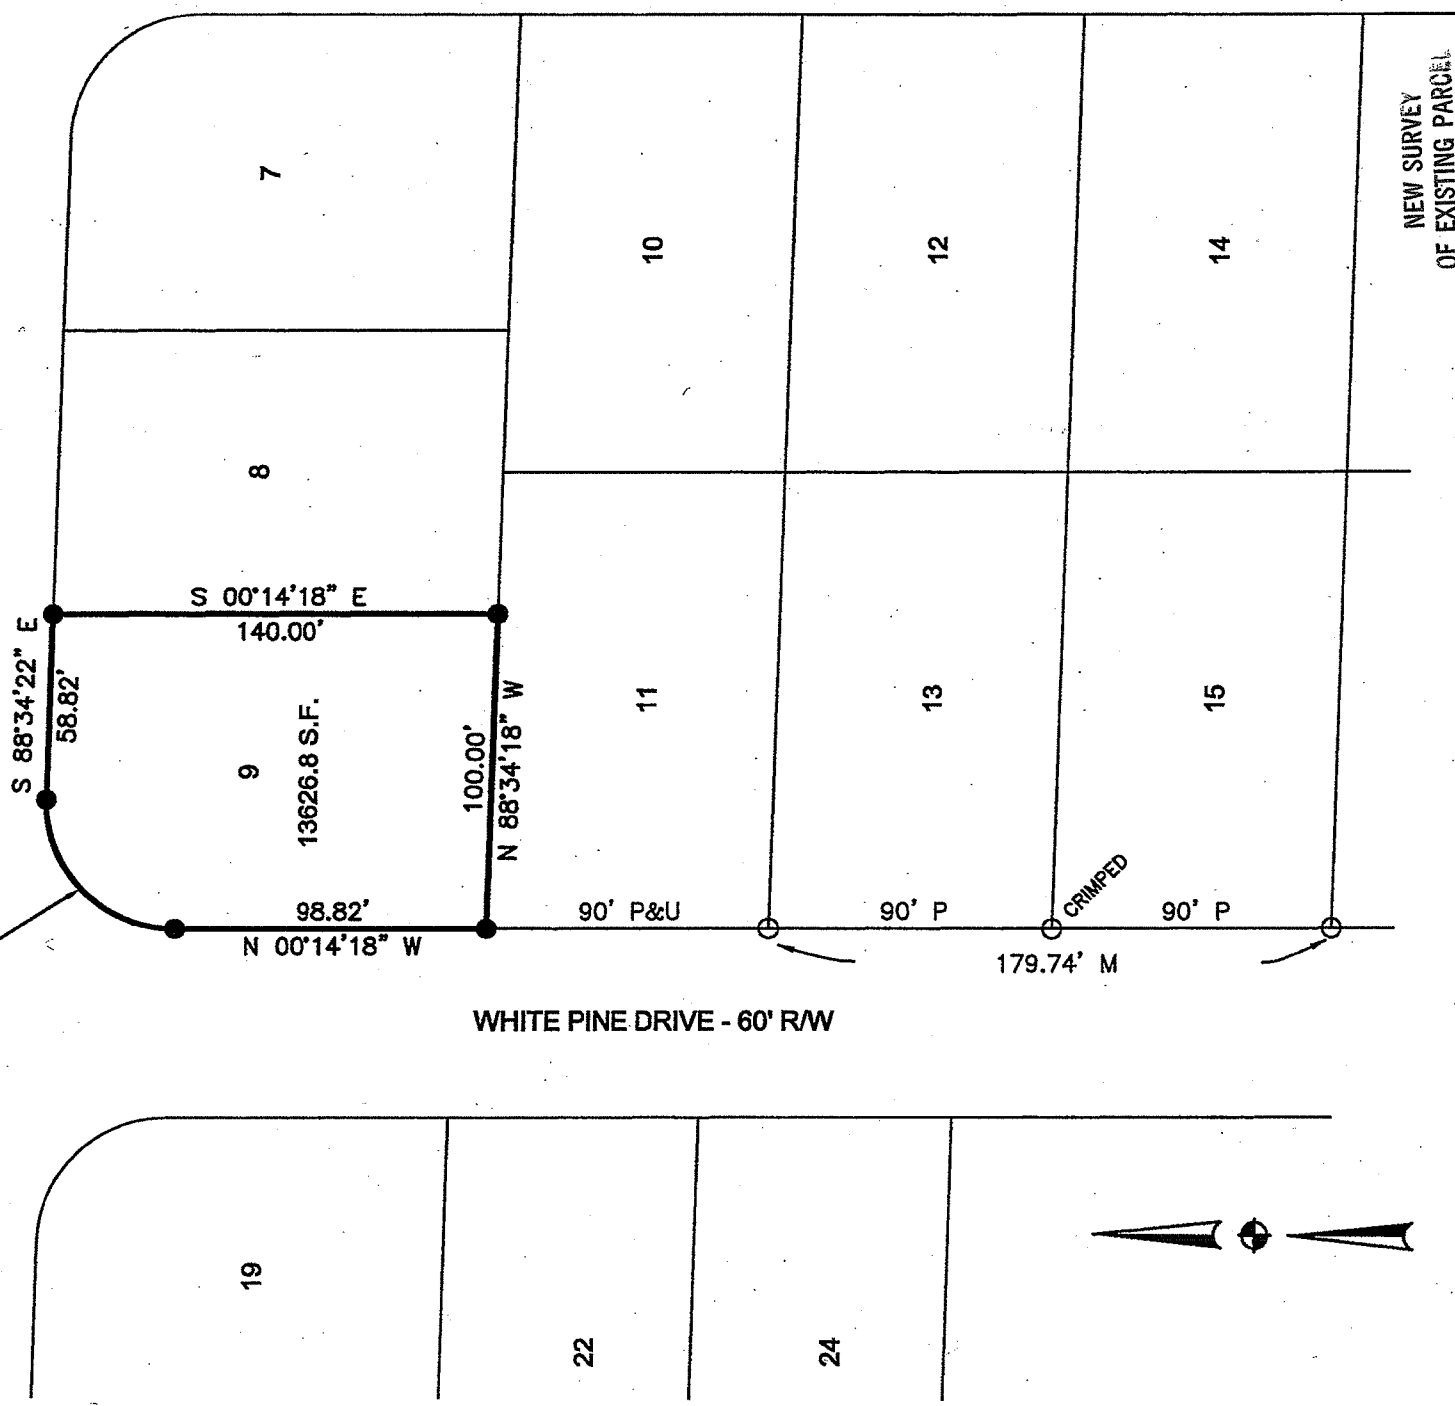 NEW SURVEY
OF EXISTING PARCEL
7
10
12
14
8
S 00°14'18" E
140.00'
S 88°34'22" E
58.82'
9
13626.8 S.F.
100.00'
N 88°34'18" W
11
13
15
98.82'
N 00°14'18" W
90' P&U
90' P
CRIMPED
90' P
179.74' M
WHITE PINE DRIVE - 60' R/W
19
22
24